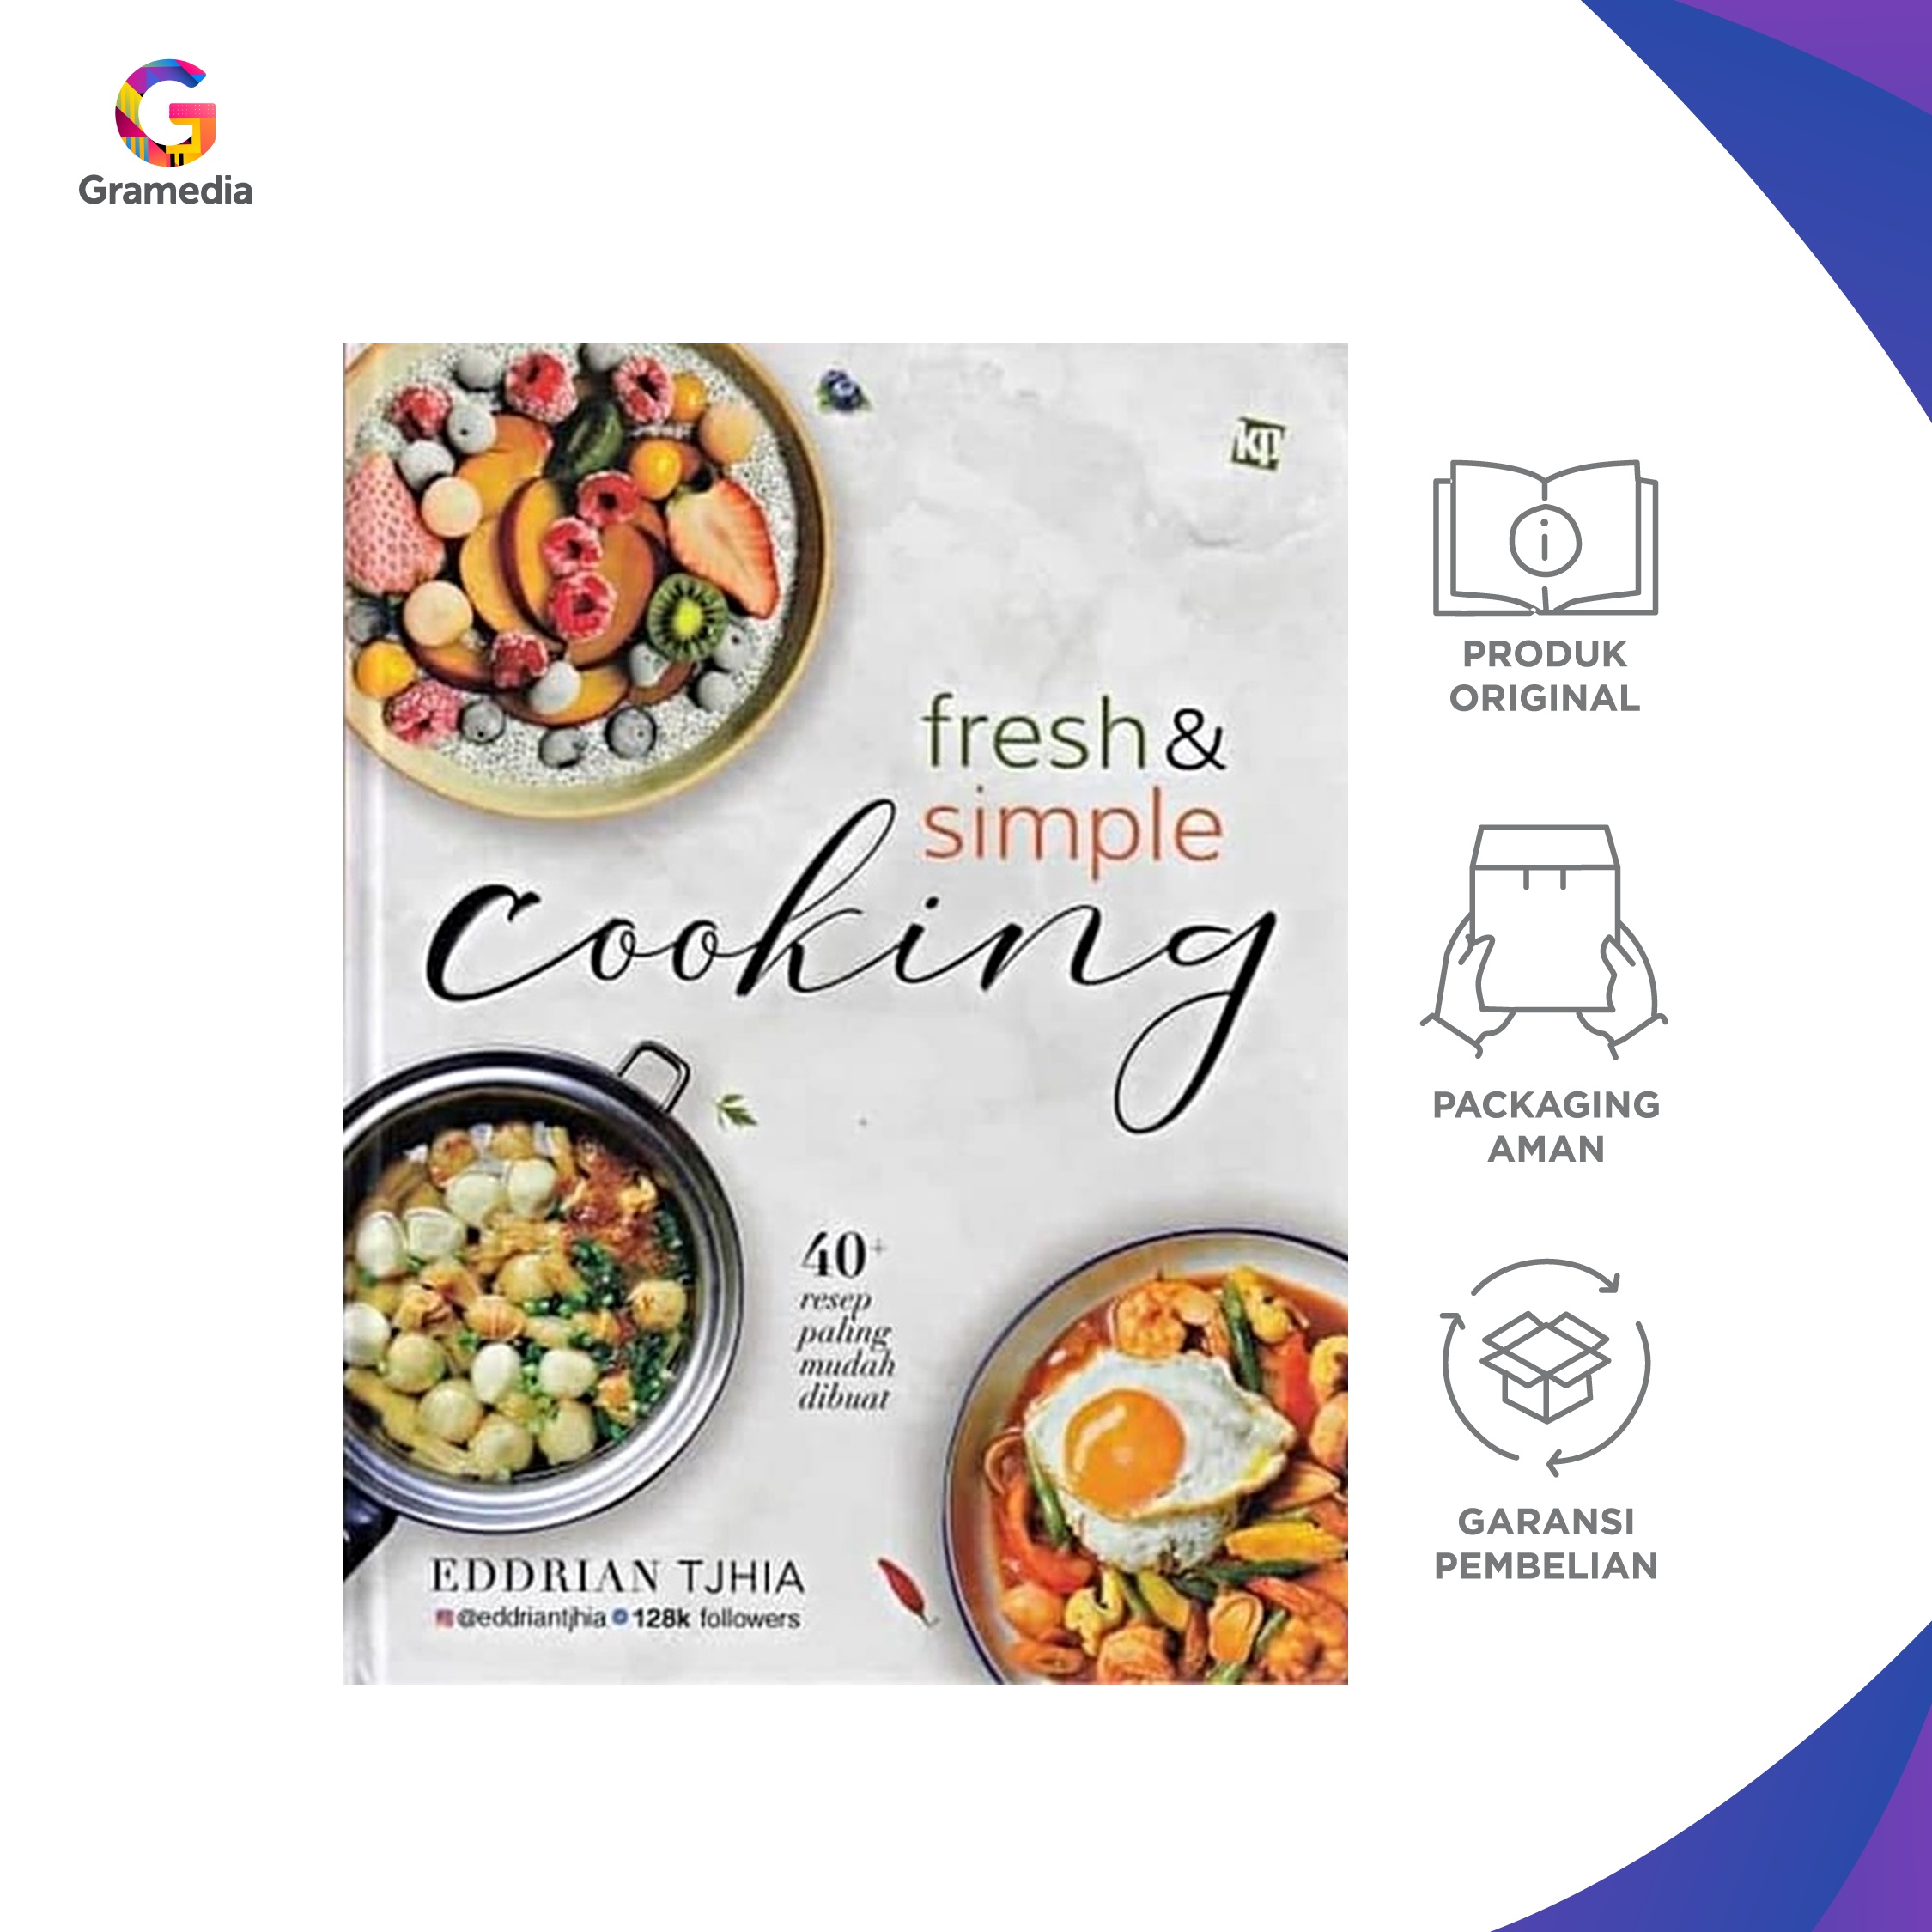 G
Gramedia
kp
fresh &
simple
cooking
40+
resep
paling
mudah
dibuat
EDDRIAN TJHIA
@eddriantjhia 128k followers
i
PRODUK
ORIGINAL
PACKAGING
AMAN
GARANSI
PEMBELIAN